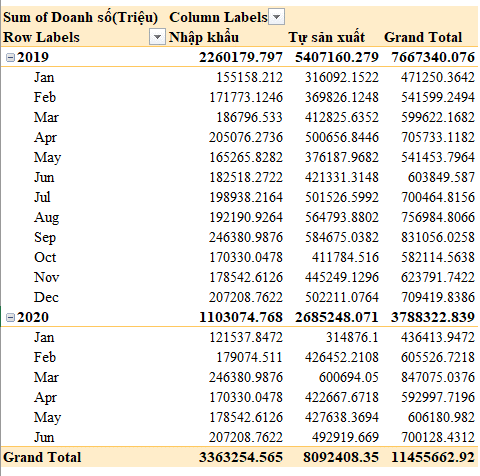 Sum of Doanh số(Triệu) Column Labels
Row Labels Nhập khẩu Tự sản xuất Grand Total
2019 2260179.797 5407160.279 7667340.076
Jan 155158.212 316092.1522 471250.3642
Feb 171773.1246 369826.1248 541599.2494
Mar 186796.533 412825.6352 599622.1682
Apr 205076.2736 500656.8446 705733.1182
May 165265.8282 376187.9682 541453.7964
Jun 182518.2722 421331.3148 603849.587
Jul 198938.2164 501526.5992 700464.8156
Aug 192190.9264 564793.8802 756984.8066
Sep 246380.9876 584675.0382 831056.0258
Oct 170330.0478 411784.516 582114.5638
Nov 178542.6126 445249.1296 623791.7422
Dec 207208.7622 502211.0764 709419.8386
2020 1103074.768 2685248.071 3788322.839
Jan 121537.8472 314876.1 436413.9472
Feb 179074.511 426452.2108 605526.7218
Mar 246380.9876 600694.05 847075.0376
Apr 170330.0478 422667.6718 592997.7196
May 178542.6126 427638.3694 606180.982
Jun 207208.7622 492919.669 700128.4312
Grand Total 3363254.565 8092408.35 11455662.92